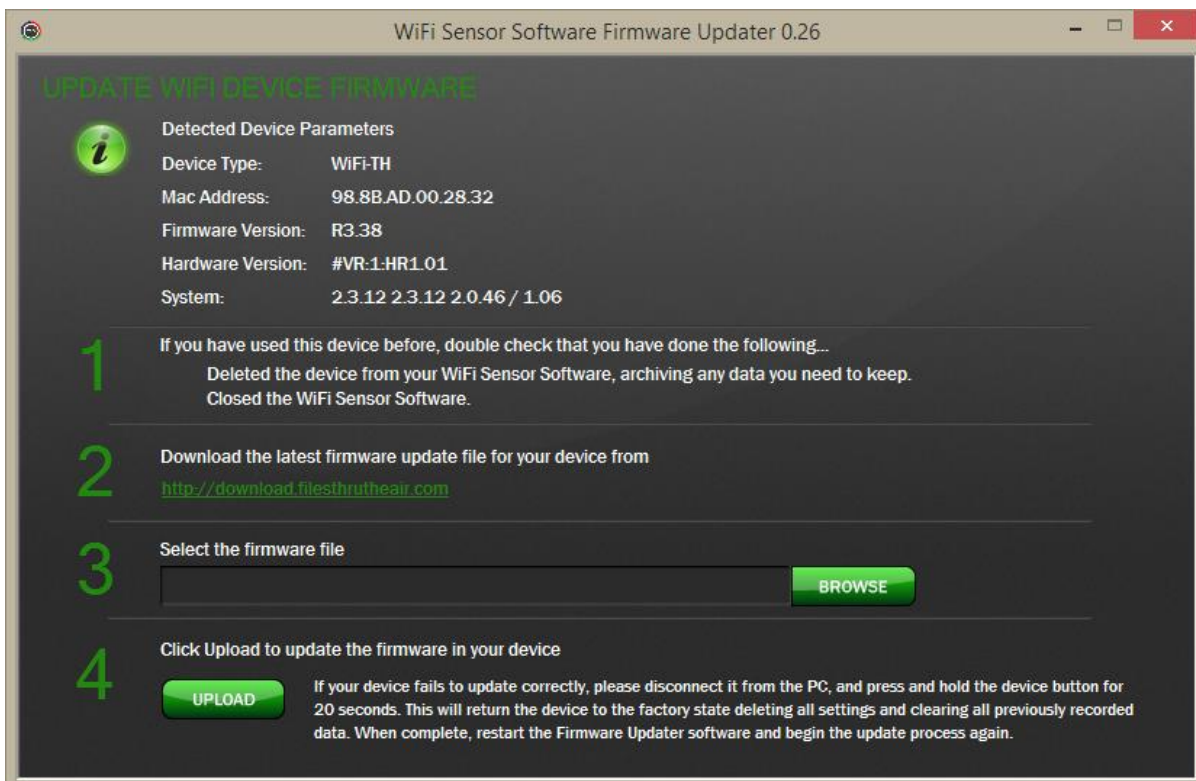 WiFi Sensor Software Firmware Updater 0.26
UPDATE WIFI DEVICE FIRMWARE
Detected Device Parameters
Device Type: WiFi-TH
Mac Address: 98.8B.AD.00.28.32
Firmware Version: R3.38
Hardware Version: #VR:1:HR1.01
System: 2.3.12 2.3.12 2.0.46 / 1.06
1
If you have used this device before, double check that you have done the following...
Deleted the device from your WiFi Sensor Software, archiving any data you need to keep.
Closed the WiFi Sensor Software.
2
Download the latest firmware update file for your device from
http://download.filesthrutheair.com
3
Select the firmware file
BROWSE
4
Click Upload to update the firmware in your device
UPLOAD
If your device fails to update correctly, please disconnect it from the PC, and press and hold the device button for
20 seconds. This will return the device to the factory state deleting all settings and clearing all previously recorded
data. When complete, restart the Firmware Updater software and begin the update process again.